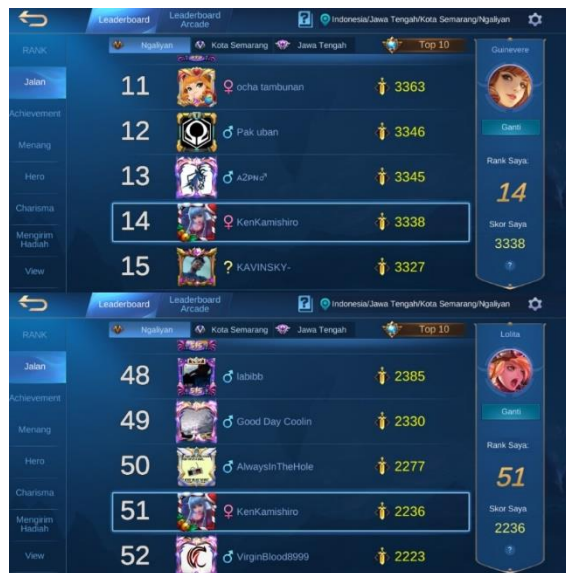 Leaderboard
Leaderboard Arcade
Indonesia/Jawa Tengah/Kota Semarang/Ngaliyan
RANK
Ngaliyan
Kota Semarang
Jawa Tengah
Top 10
Guinevere
Jalan
11 ocha tambunan 3363
Achievement
12 Pak uban 3346
Ganti
Menang
Hero
13 AZPN♂ 3345
Rank Saya:
14
Charisma
14 KenKamishiro 3338
Skor Saya
3338
Mengirim Hadiah
View
15 KAVINSKY- 3327
Leaderboard
Leaderboard Arcade
Indonesia/Jawa Tengah/Kota Semarang/Ngaliyan
RANK
Ngaliyan
Kota Semarang
Jawa Tengah
Top 10
Lolita
Jalan
48 labibb 2385
Achievement
49 Good Day Coolin 2330
Ganti
Menang
Hero
50 AlwaysInTheHole 2277
Rank Saya:
51
Charisma
51 KenKamishiro 2236
Skor Saya
2236
Mengirim Hadiah
View
52 VirginBlood8999 2223